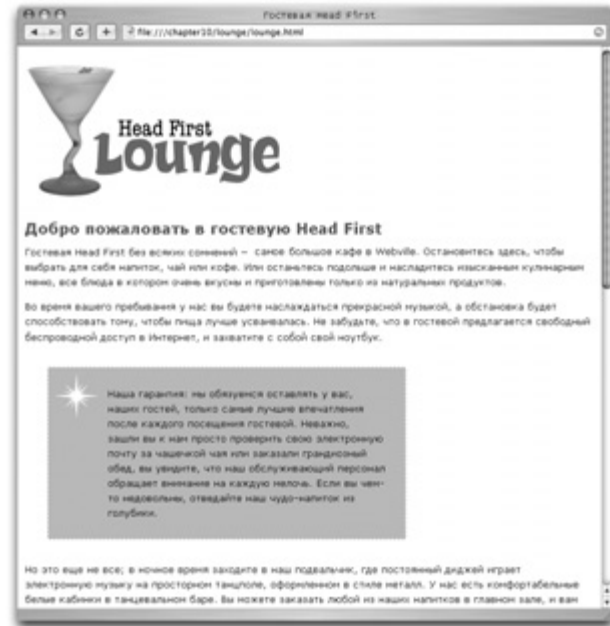 Гостевая Head First
file:///chapter10/lounge/lounge.html
Head First
Lounge
Добро пожаловать в гостевую Head First
Гостевая Head First без всяких сомнений – самое большое кафе в Webville. Остановитесь здесь, чтобы
выбрать для себя напиток, чай или кофе. Или останьтесь подольше и насладитесь изысканным кулинарным
меню, все блюда в котором очень вкусны и приготовлены только из натуральных продуктов.
Во время вашего пребывания у нас вы будете наслаждаться прекрасной музыкой, а обстановка будет
способствовать тому, чтобы пища лучше усваивалась. Не забудьте, что в гостевой предлагается свободный
беспроводной доступ в Интернет, и захватите с собой свой ноутбук.
Наша гарантия: мы обязуемся оставлять у вас,
наших гостей, только самые лучшие впечатления
после каждого посещения гостевой. Неважно,
зашли вы к нам просто проверить свою электронную
почту за чашечкой чая или заказали грандиозный
обед, вы увидите, что наш обслуживающий персонал
обращает внимание на каждую мелочь. Если вы чем-
то недовольны, отведайте наш чудо-напиток из
голубики.
Но это еще не все; в ночное время заходите в наш подвальчик, где постоянный диджей играет
электронную музыку на просторном танцполе, оформленном в стиле металл. У нас есть комфортабельные
белые кабинки в танцевальном баре. Вы можете заказать любой из наших напитков в главном зале, и вам